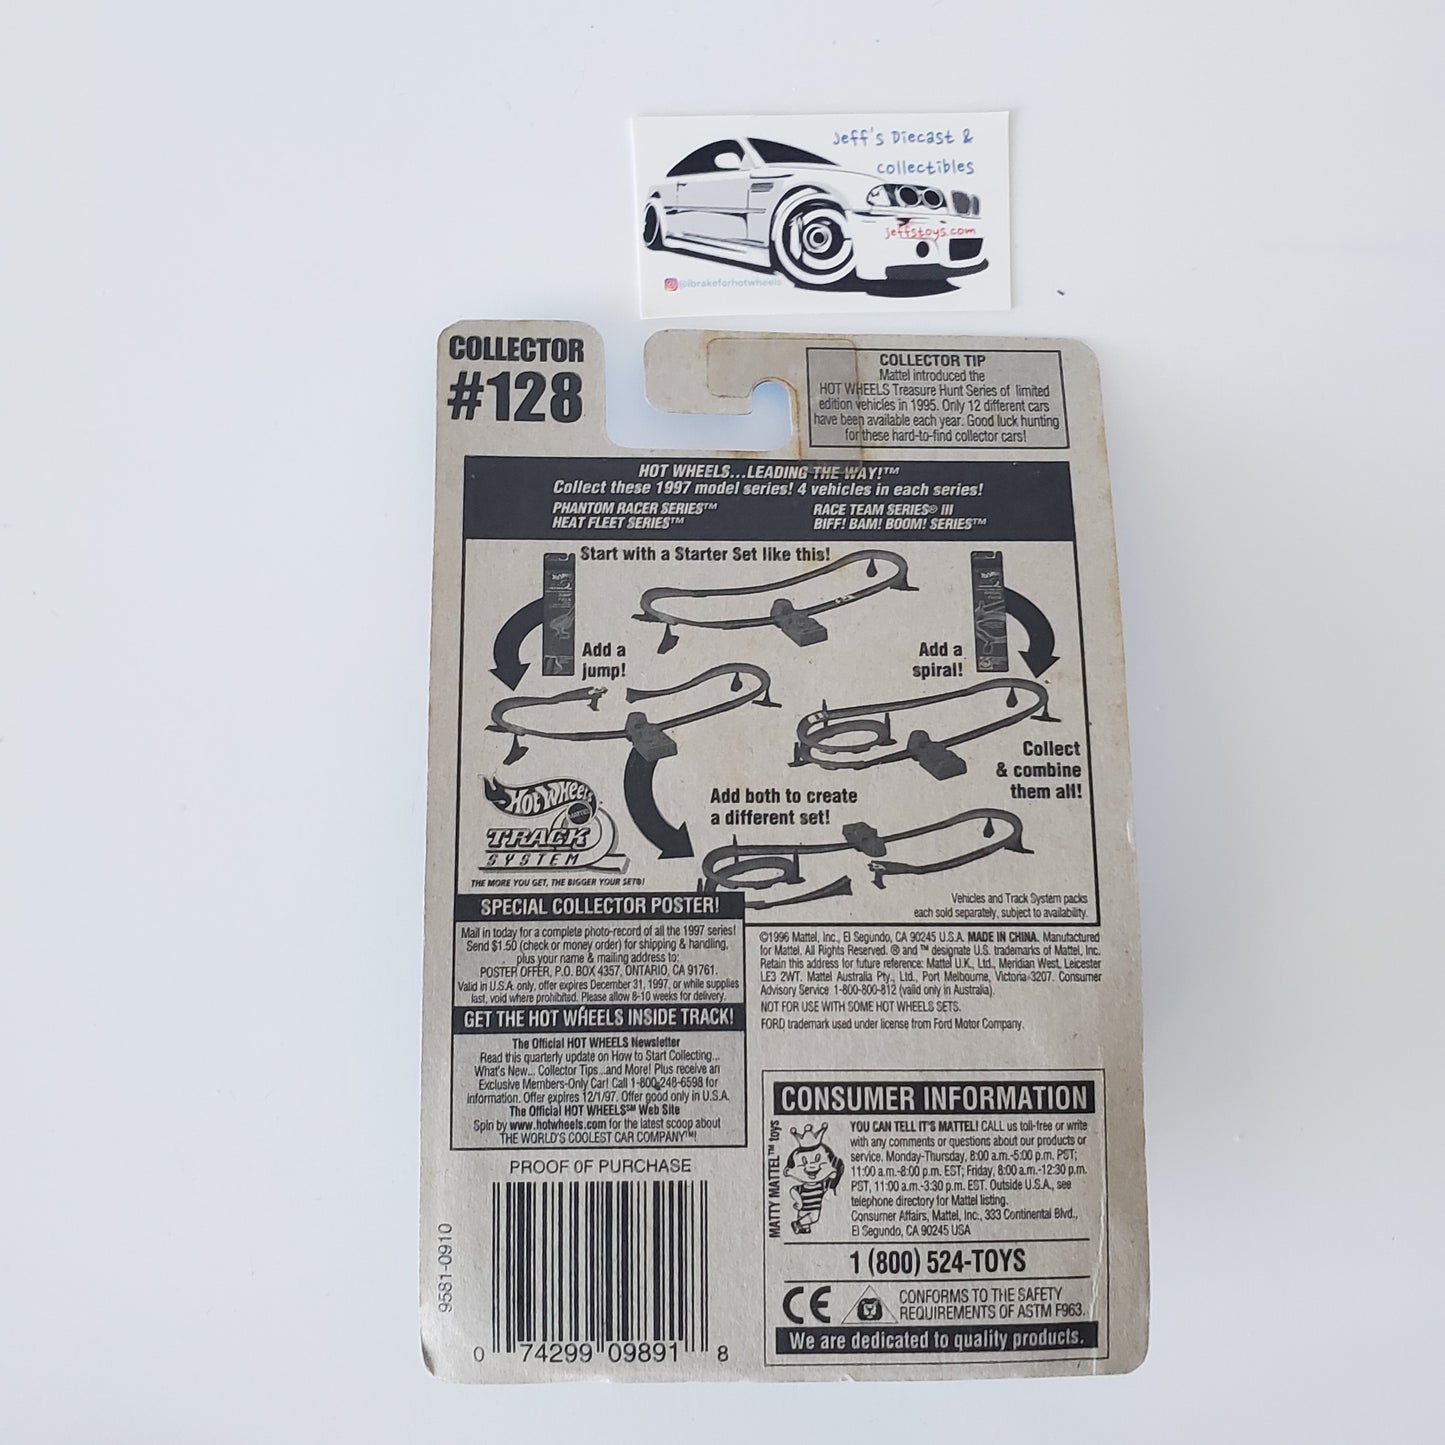 Jeff's Diecast &
collectibles
jeffstoys.com
@ibrakeforhotwheels
COLLECTOR
#128
COLLECTOR TIP
Mattel introduced the
HOT WHEELS Treasure Hunt Series of limited
edition vehicles in 1995. Only 12 different cars
have been available each year. Good luck hunting
for these hard-to-find collector cars!
HOT WHEELS...LEADING THE WAY!™
Collect these 1997 model series! 4 vehicles in each series!
PHANTOM RACER SERIES™
HEAT FLEET SERIES™
RACE TEAM SERIES® III
BIFF! BAM! BOOM! SERIES™
Start with a Starter Set like this!
Add a
jump!
Add a
spiral!
Collect
& combine
them all!
Add both to create
a different set!
Hot Wheels
MATTEL
TRACK
SYSTEM
THE MORE YOU GET, THE BIGGER YOUR SET®!
Vehicles and Track System packs
each sold separately, subject to availability.
SPECIAL COLLECTOR POSTER!
Mail in today for a complete photo-record of all the 1997 series!
Send $1.50 (check or money order) for shipping & handling,
plus your name & mailing address to:
POSTER OFFER, P.O. BOX 4357, ONTARIO, CA 91761.
Valid in U.S.A. only, offer expires December 31, 1997, or while supplies
last, void where prohibited. Please allow 8-10 weeks for delivery.
GET THE HOT WHEELS INSIDE TRACK!
The Official HOT WHEELS Newsletter
Read this quarterly update on How to Start Collecting...
What's New... Collector Tips...and More! Plus receive an
Exclusive Members-Only Car! Call 1-800-248-6598 for
information. Offer expires 12/1/97. Offer good only in U.S.A.
The Official HOT WHEELS℠ Web Site
Spin by www.hotwheels.com for the latest scoop about
THE WORLD'S COOLEST CAR COMPANY™!
©1996 Mattel, Inc., El Segundo, CA 90245 U.S.A. MADE IN CHINA. Manufactured
for Mattel. All Rights Reserved. ® and ™ designate U.S. trademarks of Mattel, Inc.
Retain this address for future reference: Mattel U.K., Ltd., Meridian West, Leicester
LE3 2WT. Mattel Australia Pty., Ltd., Port Melbourne, Victoria 3207. Consumer
Advisory Service 1-800-800-812 (valid only in Australia).
NOT FOR USE WITH SOME HOT WHEELS SETS.
FORD trademark used under license from Ford Motor Company.
CONSUMER INFORMATION
MATTY MATTEL™ toys
YOU CAN TELL IT'S MATTEL! CALL us toll-free or write
with any comments or questions about our products or
service. Monday-Thursday, 8:00 a.m.-5:00 p.m. PST;
11:00 a.m.-8:00 p.m. EST; Friday, 8:00 a.m.-12:30 p.m.
PST, 11:00 a.m.-3:30 p.m. EST. Outside U.S.A., see
telephone directory for Mattel listing.
Consumer Affairs, Mattel, Inc., 333 Continental Blvd.,
El Segundo, CA 90245 USA
1 (800) 524-TOYS
CE
CONFORMS TO THE SAFETY
REQUIREMENTS OF ASTM F963.
We are dedicated to quality products.
PROOF OF PURCHASE
9581-0910
0 74299 09891 8